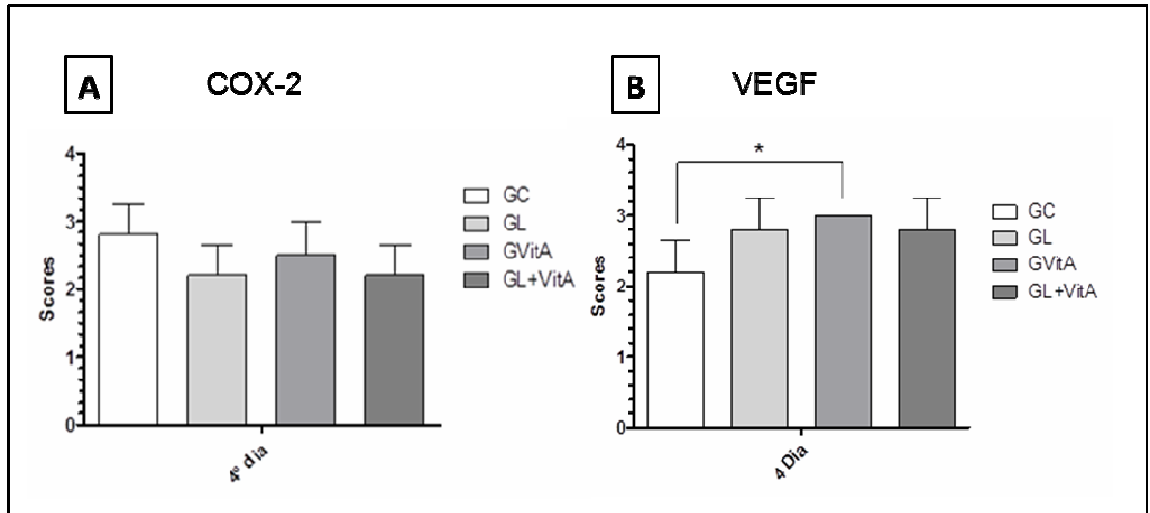 A COX-2
4
3
2
1
0
Scores
4º dia
GC
GL
GVitA
GL+VitA
B VEGF
*
4
3
2
1
0
Scores
4 Dia
GC
GL
GVitA
GL+VitA